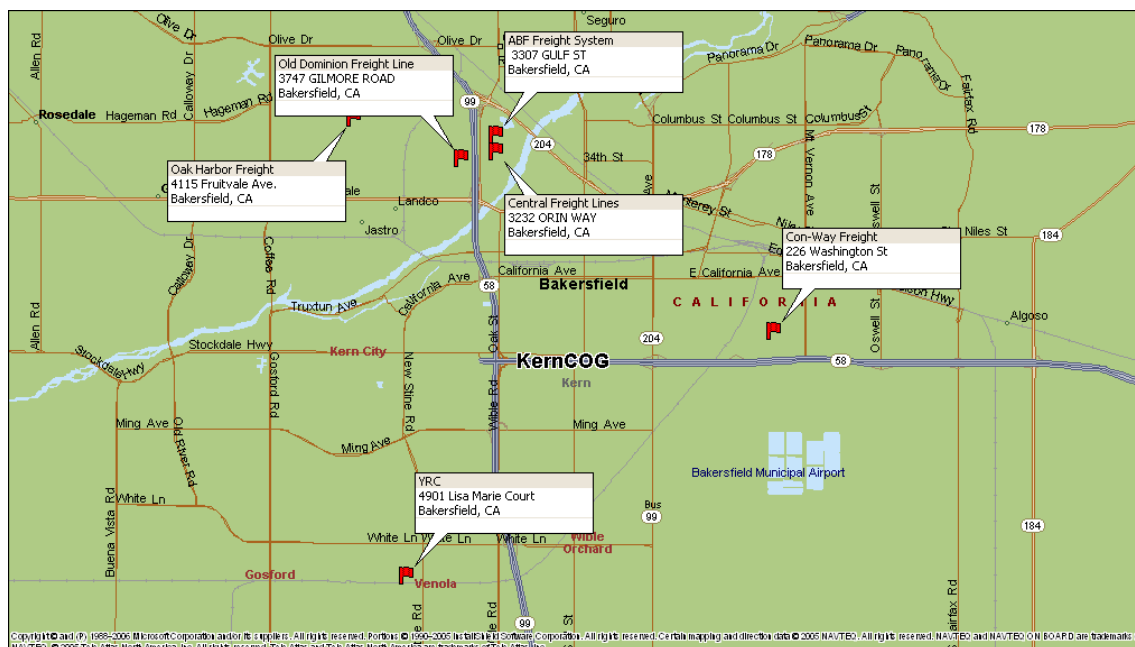 Seguro
Olive Dr
Olive Dr
Olive Dr
Panorama Dr
Panorama Dr
Allen Rd
Calloway Dr
Fairfax Rd
ABF Freight System
3307 GULF ST
Bakersfield, CA
Old Dominion Freight Line
3747 GILMORE ROAD
Bakersfield, CA
99
Rosedale
Hageman Rd
Hageman Rd
Columbus St
Columbus St
Columbus St
178
204
34th St
178
Mt Vernon Ave
Oak Harbor Freight
4115 Fruitvale Ave.
Bakersfield, CA
Landco
Jastro
Central Freight Lines
3232 ORIN WAY
Bakersfield, CA
Monterey St
Oswell St
Niles St
184
Con-Way Freight
226 Washington St
Bakersfield, CA
Calloway Dr
Coffee Rd
California Ave
California Ave
E California Ave
58
Bakersfield
CALIFORNIA
Truxtun Ave
Allen Rd
Oak St
Oswell St
Algoso
Stockdale Hwy
Stockdale Hwy
Kern City
204
KernCOG
58
Kern
Gosford Rd
New Stine Rd
Wible Rd
Ming Ave
Ming Ave
Ming Ave
Old River Rd
Bakersfield Municipal Airport
YRC
4901 Lisa Marie Court
Bakersfield, CA
White Ln
Buena Vista Rd
Bus
99
184
White Ln
White Ln
White Ln
Wible
Orchard
Gosford
Venola
99
Fairfax Rd